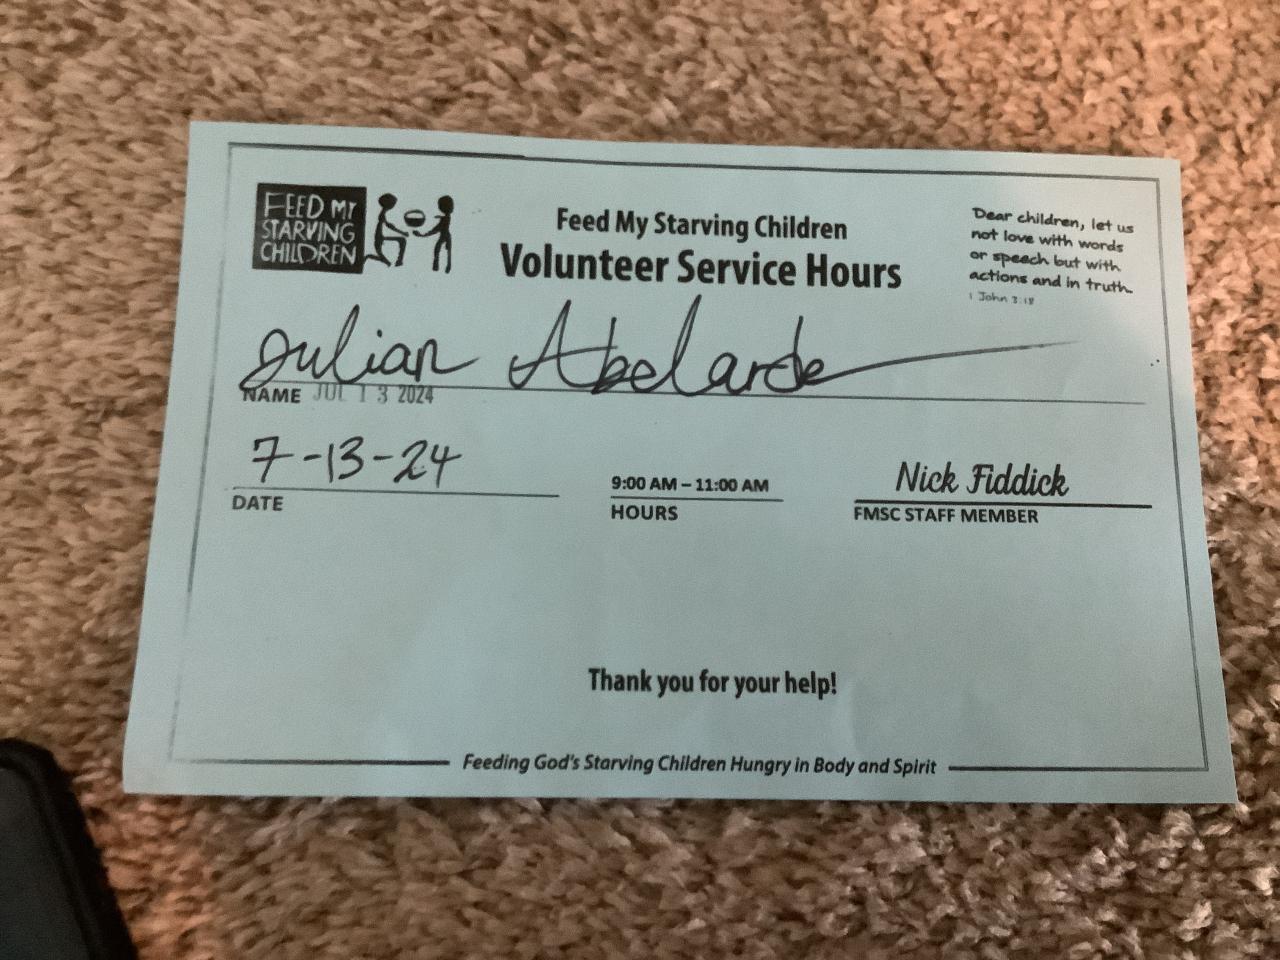 FEED MY
STARVING
CHILDREN
Feed My Starving Children
Volunteer Service Hours
Dear children, let us
not love with words
or speech but with
actions and in truth.
1 John 3:18
Julian Abelarde
NAME JUL 13 2024
7-13-24
DATE
9:00 AM – 11:00 AM
HOURS
Nick Fiddick
FMSC STAFF MEMBER
Thank you for your help!
Feeding God's Starving Children Hungry in Body and Spirit